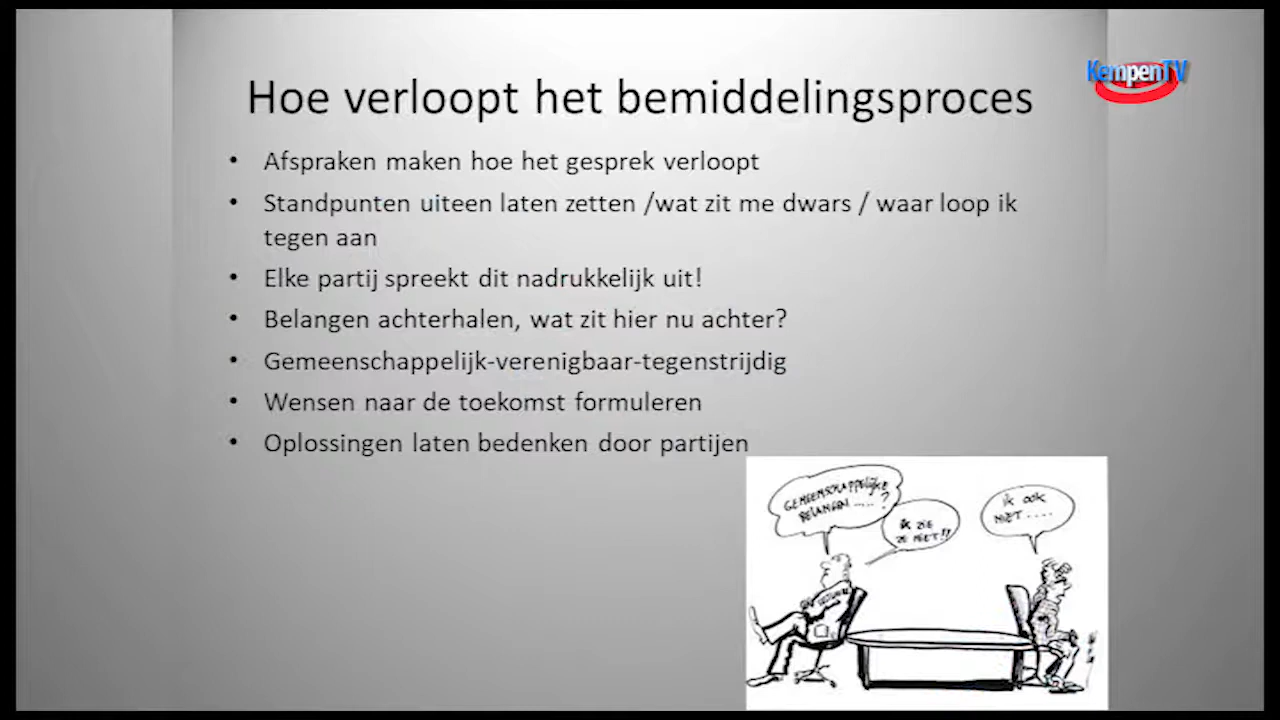 KempenTV
Hoe verloopt het bemiddelingsproces
• Afspraken maken hoe het gesprek verloopt
• Standpunten uiteen laten zetten /wat zit me dwars / waar loop ik
tegen aan
• Elke partij spreekt dit nadrukkelijk uit!
• Belangen achterhalen, wat zit hier nu achter?
• Gemeenschappelijk-verenigbaar-tegenstrijdig
• Wensen naar de toekomst formuleren
• Oplossingen laten bedenken door partijen
GEMEENSCHAPPELIJKE
BELANGEN.....?
IK ZIE
ZE NIET!!
IK OOK
NIET....